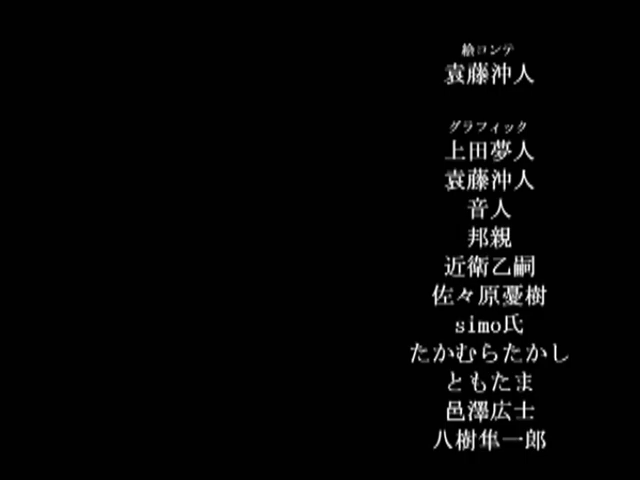 絵コンテ
袁藤沖人
グラフィック
上田夢人
袁藤沖人
音人
邦親
近衛乙嗣
佐々原憂樹
simo氏
たかむらたかし
ともたま
邑澤広士
八樹隼一郎